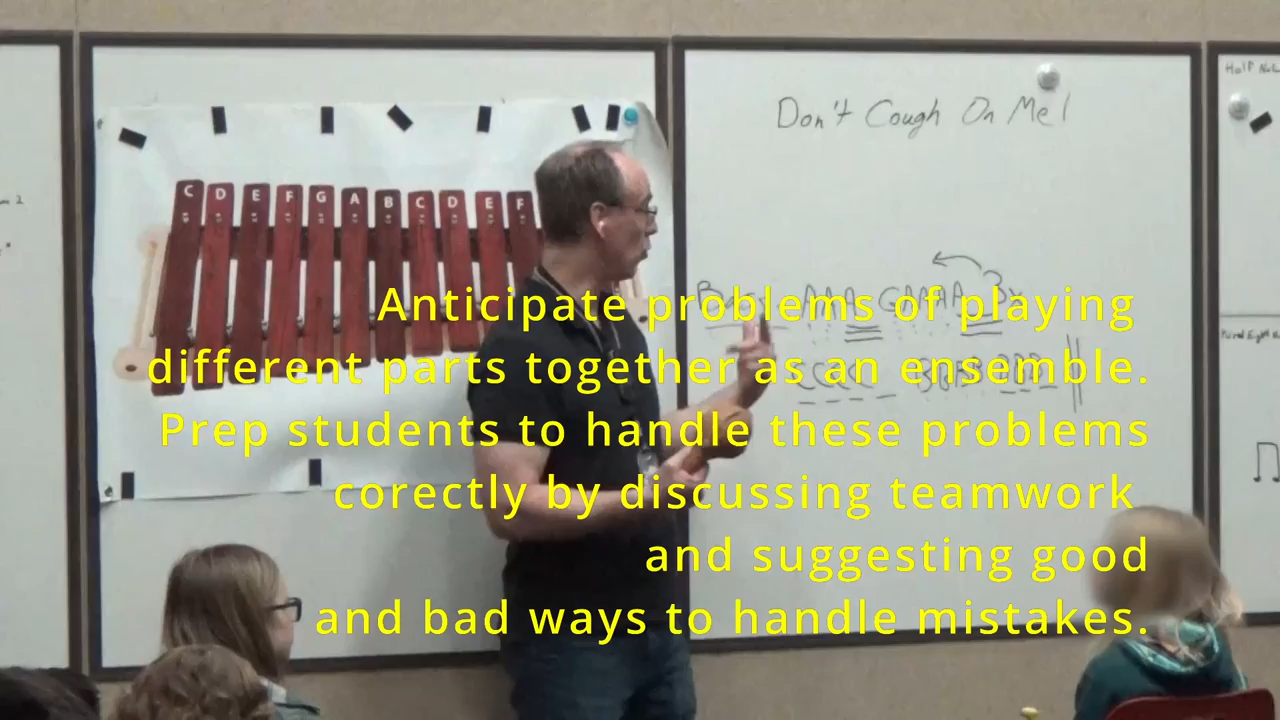 Half
Don't Cough On Me!
C D E F G A B C D E F
Anticipate problems of playing
different parts together as an ensemble.
Prep students to handle these problems
corectly by discussing teamwork
and suggesting good
and bad ways to handle mistakes.